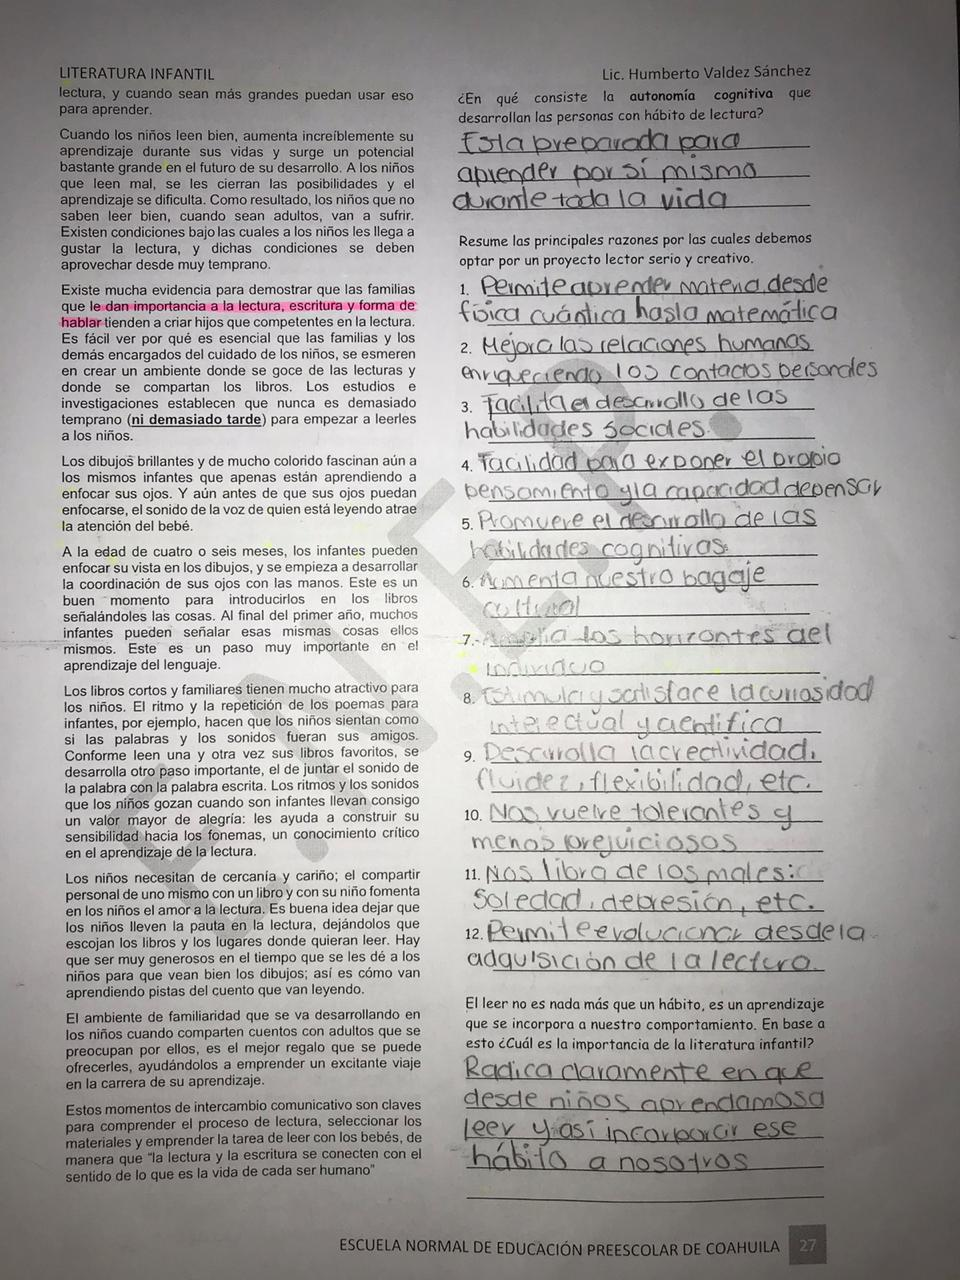 LITERATURA INFANTIL
lectura, y cuando sean más grandes puedan usar eso
para aprender.
Cuando los niños leen bien, aumenta increíblemente su
aprendizaje durante sus vidas y surge un potencial
bastante grande en el futuro de su desarrollo. A los niños
que leen mal, se les cierran las posibilidades y el
aprendizaje se dificulta. Como resultado, los niños que no
saben leer bien, cuando sean adultos, van a sufrir.
Existen condiciones bajo las cuales a los niños les llega a
gustar la lectura, y dichas condiciones se deben
aprovechar desde muy temprano.
Existe mucha evidencia para demostrar que las familias
que le dan importancia a la lectura, escritura y forma de
hablar tienden a criar hijos que competentes en la lectura.
Es fácil ver por qué es esencial que las familias y los
demás encargados del cuidado de los niños, se esmeren
en crear un ambiente donde se goce de las lecturas y
donde se compartan los libros. Los estudios e
investigaciones establecen que nunca es demasiado
temprano (ni demasiado tarde) para empezar a leerles
a los niños.
Los dibujos brillantes y de mucho colorido fascinan aún a
los mismos infantes que apenas están aprendiendo a
enfocar sus ojos. Y aún antes de que sus ojos puedan
enfocarse, el sonido de la voz de quien está leyendo atrae
la atención del bebé.
A la edad de cuatro o seis meses, los infantes pueden
enfocar su vista en los dibujos, y se empieza a desarrollar
la coordinación de sus ojos con las manos. Este es un
buen momento para introducirlos en los libros
señalándoles las cosas. Al final del primer año, muchos
infantes pueden señalar esas mismas cosas ellos
mismos. Este es un paso muy importante en el
aprendizaje del lenguaje.
Los libros cortos y familiares tienen mucho atractivo para
los niños. El ritmo y la repetición de los poemas para
infantes, por ejemplo, hacen que los niños sientan como
si las palabras y los sonidos fueran sus amigos.
Conforme leen una y otra vez sus libros favoritos, se
desarrolla otro paso importante, el de juntar el sonido de
la palabra con la palabra escrita. Los ritmos y los sonidos
que los niños gozan cuando son infantes llevan consigo
un valor mayor de alegría: les ayuda a construir su
sensibilidad hacia los fonemas, un conocimiento crítico
en el aprendizaje de la lectura.
Los niños necesitan de cercanía y cariño; el compartir
personal de uno mismo con un libro y con su niño fomenta
en los niños el amor a la lectura. Es buena idea dejar que
los niños lleven la pauta en la lectura, dejándolos que
escojan los libros y los lugares donde quieran leer. Hay
que ser muy generosos en el tiempo que se les dé a los
niños para que vean bien los dibujos; así es cómo van
aprendiendo pistas del cuento que van leyendo.
El ambiente de familiaridad que se va desarrollando en
los niños cuando comparten cuentos con adultos que se
preocupan por ellos, es el mejor regalo que se puede
ofrecerles, ayudándolos a emprender un excitante viaje
en la carrera de su aprendizaje.
Estos momentos de intercambio comunicativo son claves
para comprender el proceso de lectura, seleccionar los
materiales y emprender la tarea de leer con los bebés, de
manera que "la lectura y la escritura se conecten con el
sentido de lo que es la vida de cada ser humano"
Lic. Humberto Valdez Sánchez
¿En qué consiste la autonomía cognitiva que
desarrollan las personas con hábito de lectura?
Esta preparada para
aprender por sí mismo
durante toda la vida
Resume las principales razones por las cuales debemos
optar por un proyecto lector serio y creativo.
1. Permite aprender materia desde
física cuántica hasta matemática
2. Mejora las relaciones humanas
enriqueciendo los contactos personales
3. Facilita el desarrollo de las
habilidades sociales.
4. Facilidad para exponer el propio
pensamiento y la capacidad de pensar
5. Promueve el desarrollo de las
habilidades cognitivas.
6. Aumenta nuestro bagaje
cultural
7.- Amplia los horizontes del
individuo
8. Estimula y satisface la curiosidad
intelectual y científica
9. Desarrolla la creatividad,
fluidez, flexibilidad, etc.
10. Nos vuelve tolerantes y
menos prejuiciosos
11. Nos libra de los males:
Soledad, depresión, etc.
12. Permite evolucionar desde la
adquisición de la lectura.
El leer no es nada más que un hábito, es un aprendizaje
que se incorpora a nuestro comportamiento. En base a
esto ¿Cuál es la importancia de la literatura infantil?
Radica claramente en que
desde niños aprendamos a
leer y así incorporar ese
hábito a nosotros
E.N.E.P.
ESCUELA NORMAL DE EDUCACIÓN PREESCOLAR DE COAHUILA 27